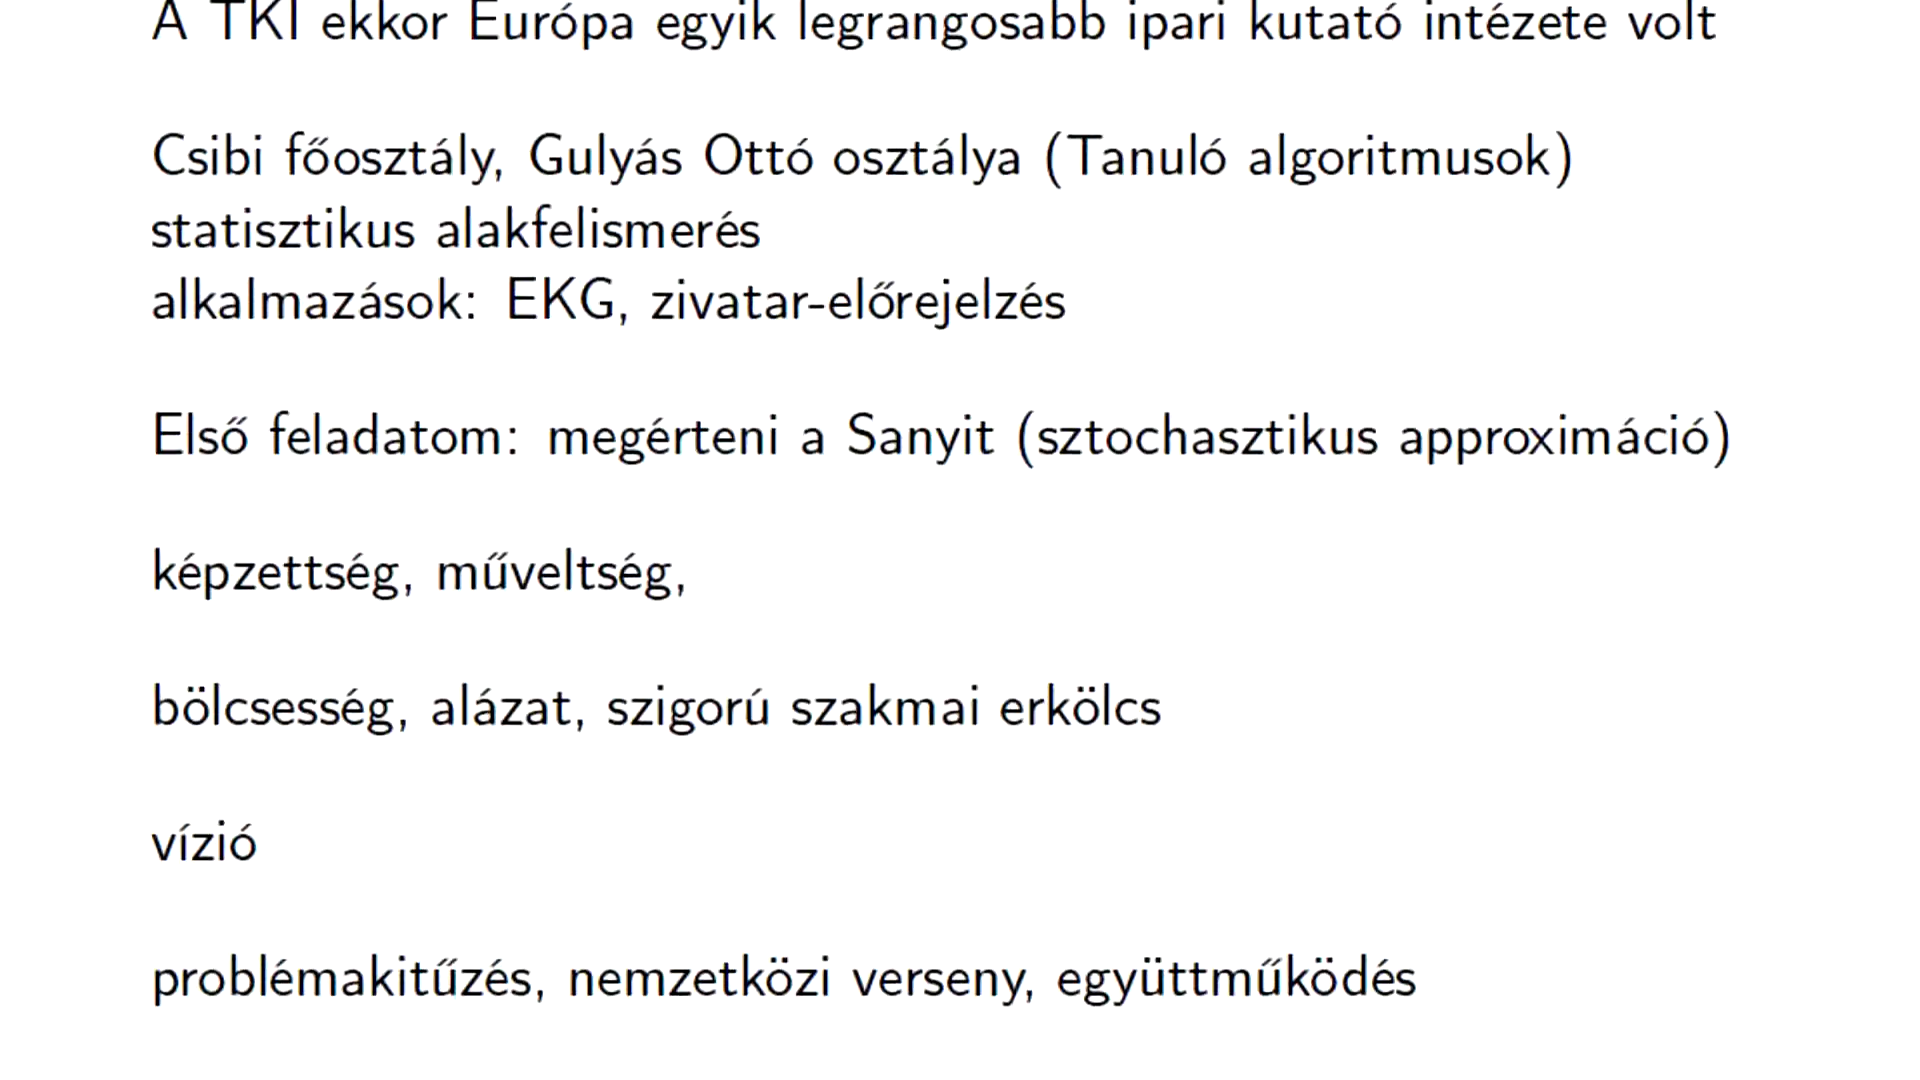 A TKI ekkor Európa egyik legrangosabb ipari kutató intézete volt
Csibi főosztály, Gulyás Ottó osztálya (Tanuló algoritmusok)
statisztikus alakfelismerés
alkalmazások: EKG, zivatar-előrejelzés
Első feladatom: megérteni a Sanyit (sztochasztikus approximáció)
képzettség, műveltség,
bölcsesség, alázat, szigorú szakmai erkölcs
vízió
problémakitűzés, nemzetközi verseny, együttműködés